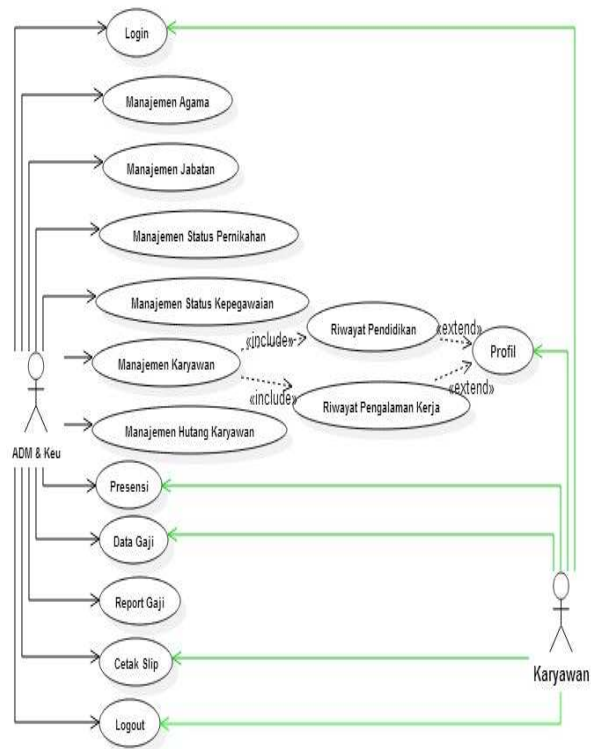 Login
Manajemen Agama
Manajemen Jabatan
Manajemen Status Pernikahan
Manajemen Status Kepegawaian
Riwayat Pendidikan
«extend»
«include»
Profil
Manajemen Karyawan
«extend»
«include»
Riwayat Pengalaman Kerja
Manajemen Hutang Karyawan
ADM & Keu
Presensi
Data Gaji
Report Gaji
Cetak Slip
Karyawan
Logout